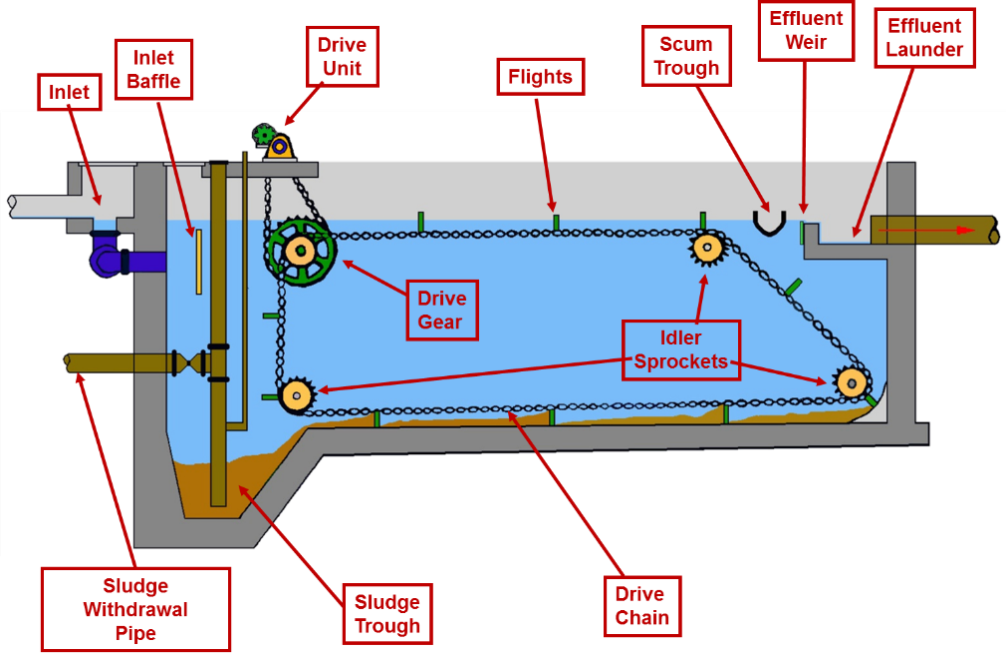 Inlet
Inlet
Baffle
Drive
Unit
Flights
Scum
Trough
Effluent
Weir
Effluent
Launder
Drive
Gear
Idler
Sprockets
Sludge
Withdrawal
Pipe
Sludge
Trough
Drive
Chain